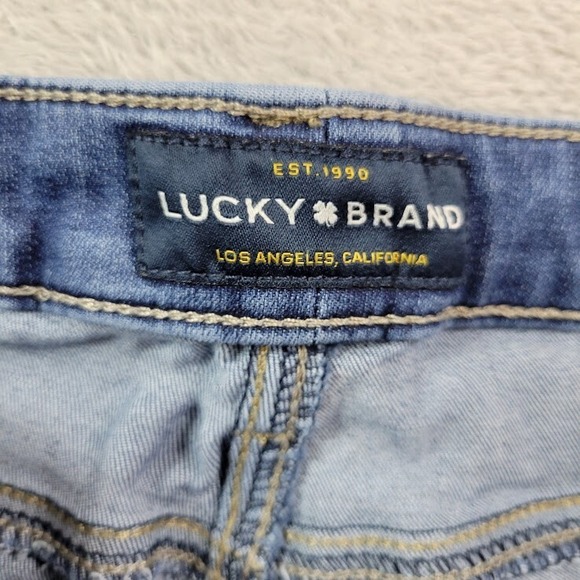 EST. 1990
LUCKY BRAND
LOS ANGELES, CALIFORNIA